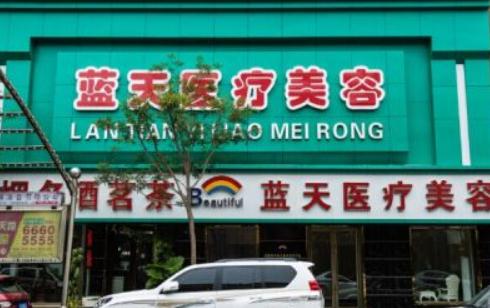 蓝天医疗美容
LAN TIAN YI LIAO MEI RONG
名酒茗茶 Beautiful 蓝天医疗美容
6660
5555